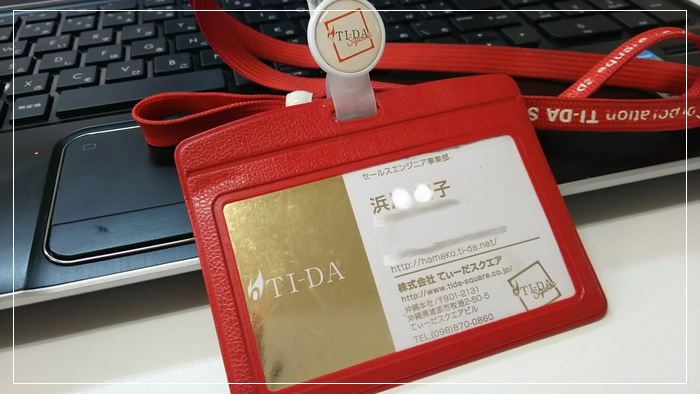 TI-DA
Square
Corporation TI-DA S
セールスエンジニア事業部
浜
子
http://hamako.ti-da.net/
株式会社 てぃーだスクエア
http://www.tida-square.co.jp/
沖縄本社/〒901-2131
沖縄県浦添市牧港2-50-5
てぃーだスクエアビル
TEL.(098)870-0860
TI-DA
TI-DA